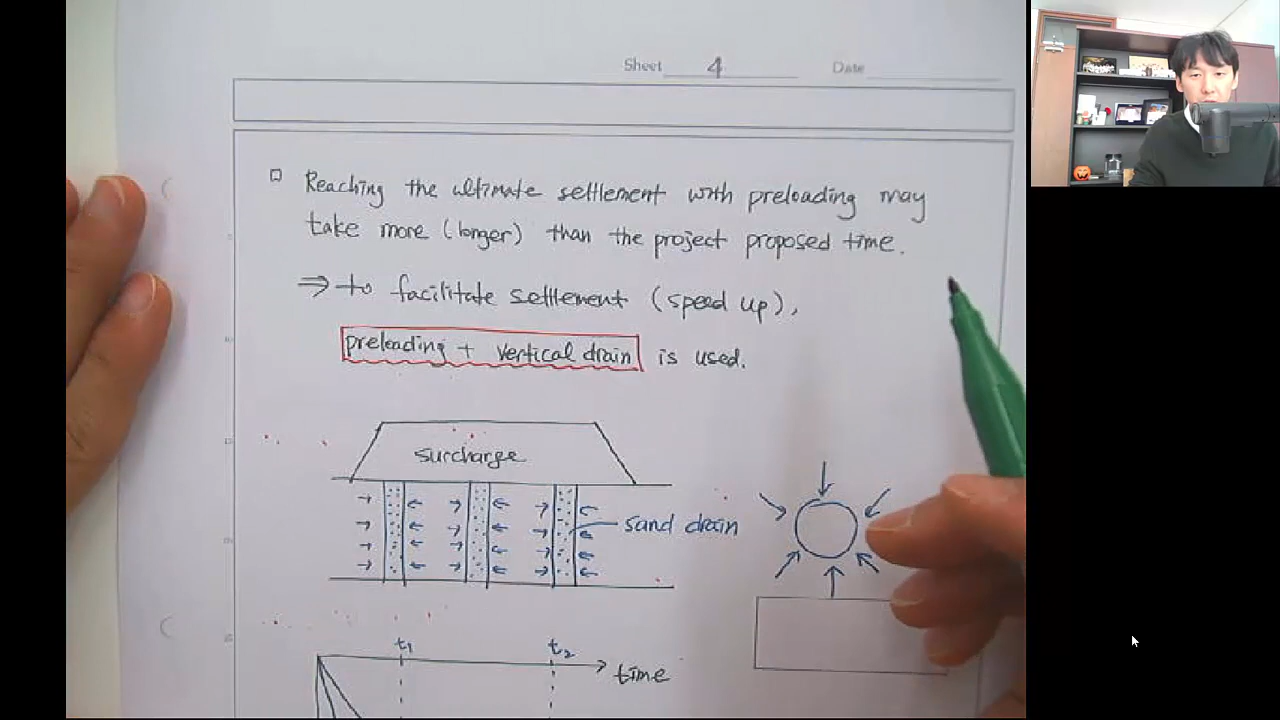 Sheet 4 Date
Reaching the ultimate settlement with preloading may
take more (longer) than the project proposed time.
⇒ to facilitate settlement (speed up),
preloading + vertical drain is used.
surcharge
sand drain
t₁ t₂
time